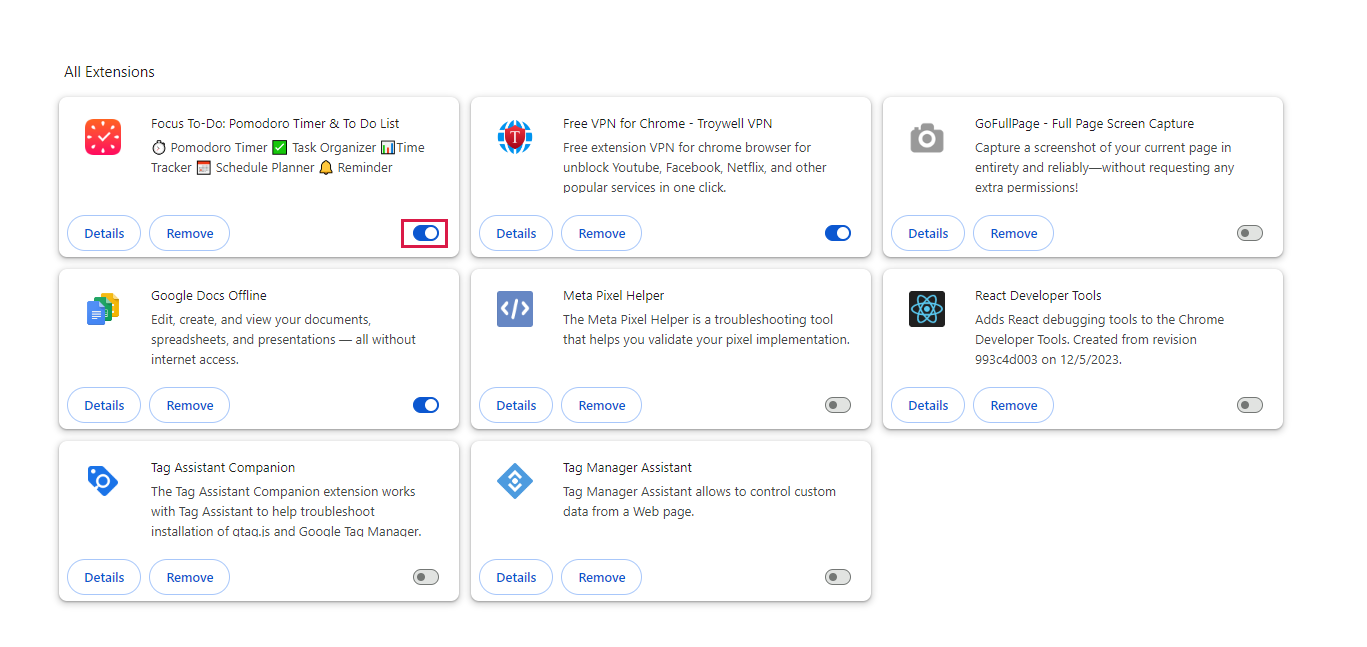 All Extensions
Focus To-Do: Pomodoro Timer & To Do List
⏱ Pomodoro Timer ✅ Task Organizer 📊Time
Tracker 📅 Schedule Planner 🔔 Reminder
Details
Remove
Free VPN for Chrome - Troywell VPN
Free extension VPN for chrome browser for
unblock Youtube, Facebook, Netflix, and other
popular services in one click.
Details
Remove
GoFullPage - Full Page Screen Capture
Capture a screenshot of your current page in
entirety and reliably—without requesting any
extra permissions!
Details
Remove
Google Docs Offline
Edit, create, and view your documents,
spreadsheets, and presentations — all without
internet access.
Details
Remove
Meta Pixel Helper
The Meta Pixel Helper is a troubleshooting tool
that helps you validate your pixel implementation.
Details
Remove
React Developer Tools
Adds React debugging tools to the Chrome
Developer Tools. Created from revision
993c4d003 on 12/5/2023.
Details
Remove
Tag Assistant Companion
The Tag Assistant Companion extension works
with Tag Assistant to help troubleshoot
installation of gtag.js and Google Tag Manager.
Details
Remove
Tag Manager Assistant
Tag Manager Assistant allows to control custom
data from a Web page.
Details
Remove